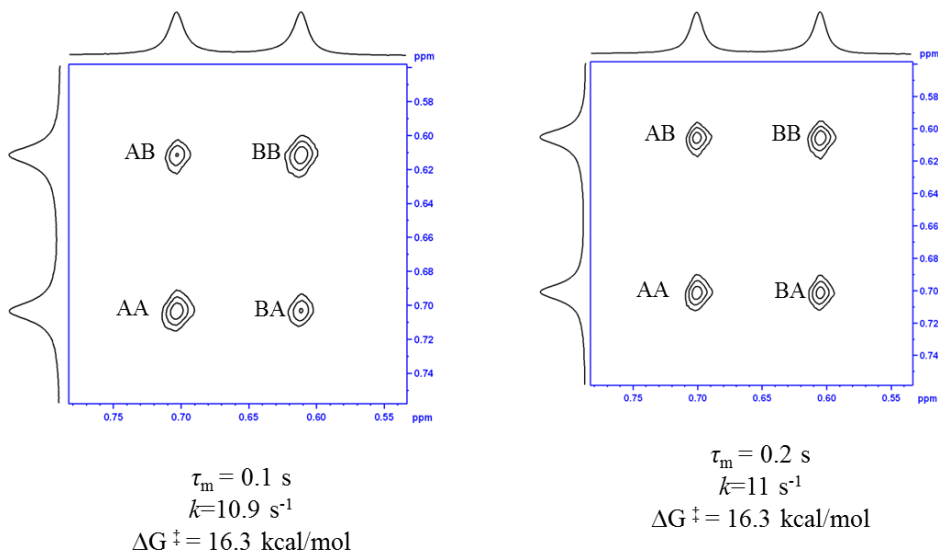 ppm
0.58
AB BB 0.60
0.62
0.64
0.66
0.68
AA BA 0.70
0.72
0.74
0.75 0.70 0.65 0.60 0.55 ppm
τm = 0.1 s
k=10.9 s-1
ΔG‡ = 16.3 kcal/mol
ppm
0.58
AB BB 0.60
0.62
0.64
0.66
0.68
AA BA 0.70
0.72
0.74
0.75 0.70 0.65 0.60 0.55 ppm
τm = 0.2 s
k=11 s-1
ΔG‡ = 16.3 kcal/mol